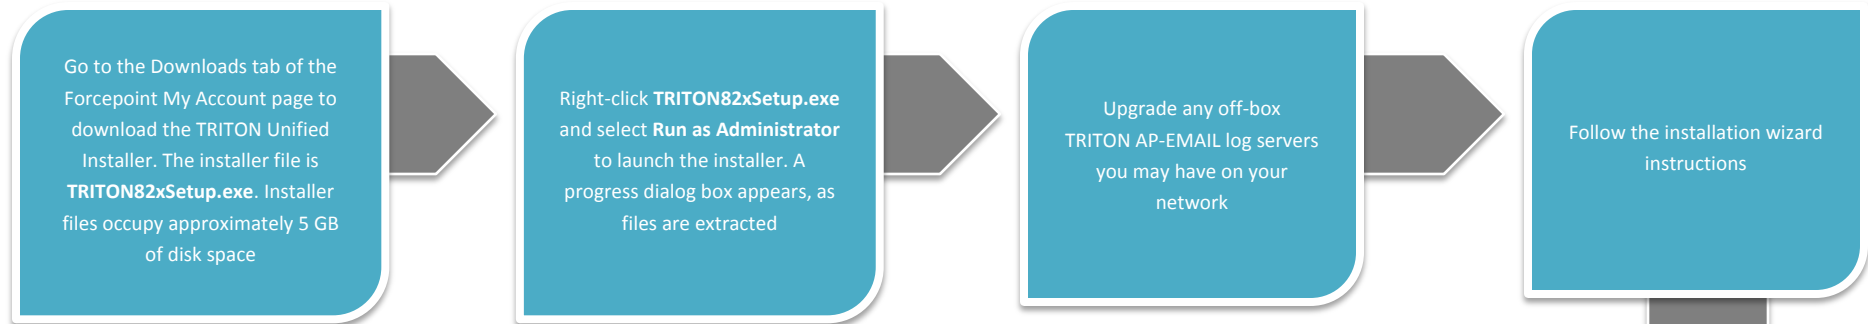 Go to the Downloads tab of the
Forcepoint My Account page to
download the TRITON Unified
Installer. The installer file is
TRITON82xSetup.exe. Installer
files occupy approximately 5 GB
of disk space
Right-click TRITON82xSetup.exe
and select Run as Administrator
to launch the installer. A
progress dialog box appears, as
files are extracted
Upgrade any off-box
TRITON AP-EMAIL log servers
you may have on your
network
Follow the installation wizard
instructions